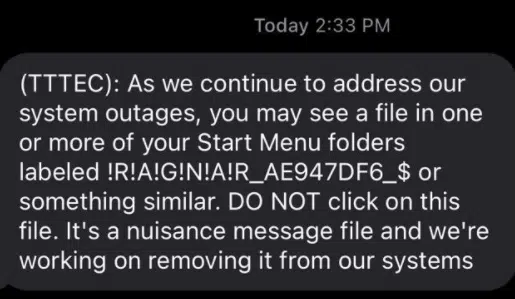 Today 2:33 PM
(TTTEC): As we continue to address our
system outages, you may see a file in one
or more of your Start Menu folders
labeled !R!A!G!N!A!R_AE947DF6_$ or
something similar. DO NOT click on this
file. It's a nuisance message file and we're
working on removing it from our systems